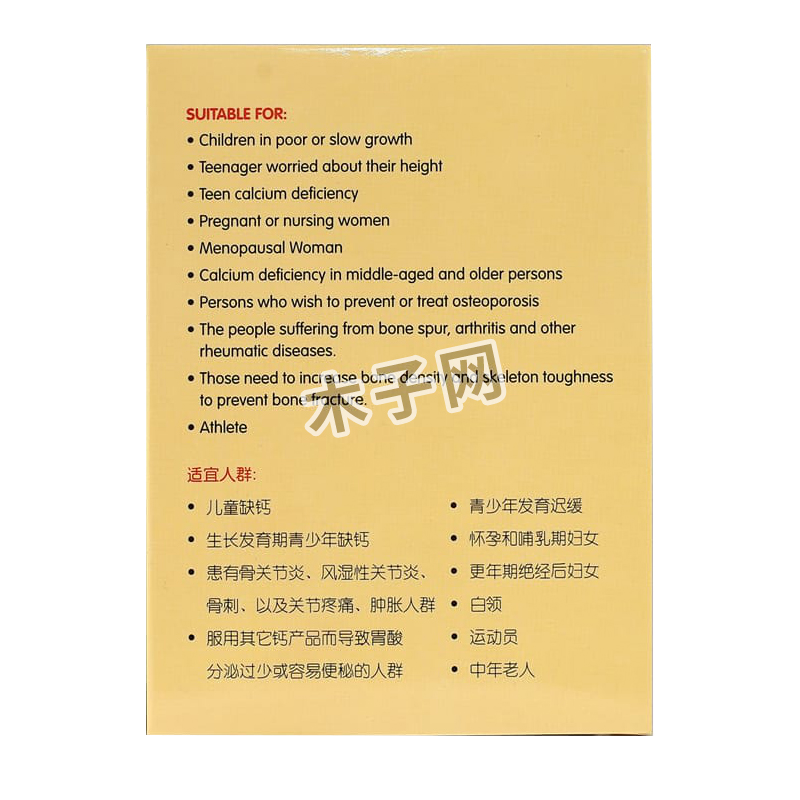 SUITABLE FOR:
• Children in poor or slow growth
• Teenager worried about their height
• Teen calcium deficiency
• Pregnant or nursing women
• Menopausal Woman
• Calcium deficiency in middle-aged and older persons
• Persons who wish to prevent or treat osteoporosis
• The people suffering from bone spur, arthritis and other
rheumatic diseases.
• Those need to increase bone density and skeleton toughness
to prevent bone fracture.
• Athlete
木子网
适宜人群:
• 儿童缺钙
• 生长发育期青少年缺钙
• 患有骨关节炎、风湿性关节炎、
骨刺、以及关节疼痛、肿胀人群
• 服用其它钙产品而导致胃酸
分泌过少或容易便秘的人群
• 青少年发育迟缓
• 怀孕和哺乳期妇女
• 更年期绝经后妇女
• 白领
• 运动员
• 中年老人